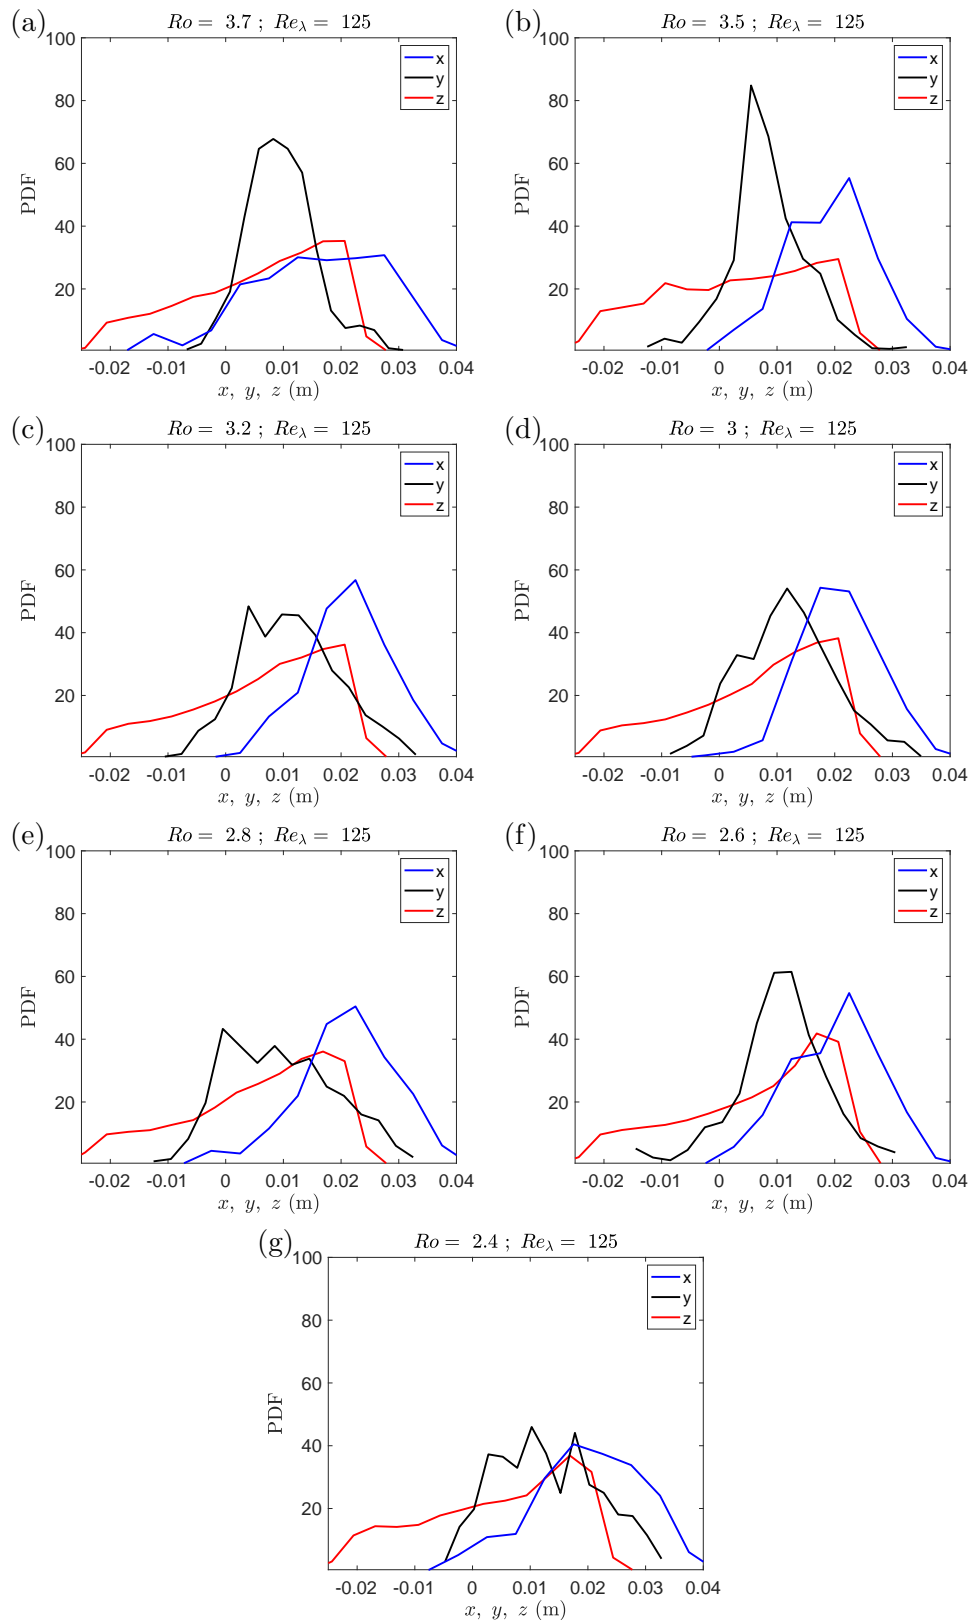 (a) Ro = 3.7 ; Reλ = 125
100
80
60
40
20
PDF
x
y
z
-0.02 -0.01 0 0.01 0.02 0.03 0.04
x, y, z (m)
(b) Ro = 3.5 ; Reλ = 125
100
80
60
40
20
PDF
x
y
z
-0.02 -0.01 0 0.01 0.02 0.03 0.04
x, y, z (m)
(c) Ro = 3.2 ; Reλ = 125
100
80
60
40
20
PDF
x
y
z
-0.02 -0.01 0 0.01 0.02 0.03 0.04
x, y, z (m)
(d) Ro = 3 ; Reλ = 125
100
80
60
40
20
PDF
x
y
z
-0.02 -0.01 0 0.01 0.02 0.03 0.04
x, y, z (m)
(e) Ro = 2.8 ; Reλ = 125
100
80
60
40
20
PDF
x
y
z
-0.02 -0.01 0 0.01 0.02 0.03 0.04
x, y, z (m)
(f) Ro = 2.6 ; Reλ = 125
100
80
60
40
20
PDF
x
y
z
-0.02 -0.01 0 0.01 0.02 0.03 0.04
x, y, z (m)
(g) Ro = 2.4 ; Reλ = 125
100
80
60
40
20
PDF
x
y
z
-0.02 -0.01 0 0.01 0.02 0.03 0.04
x, y, z (m)